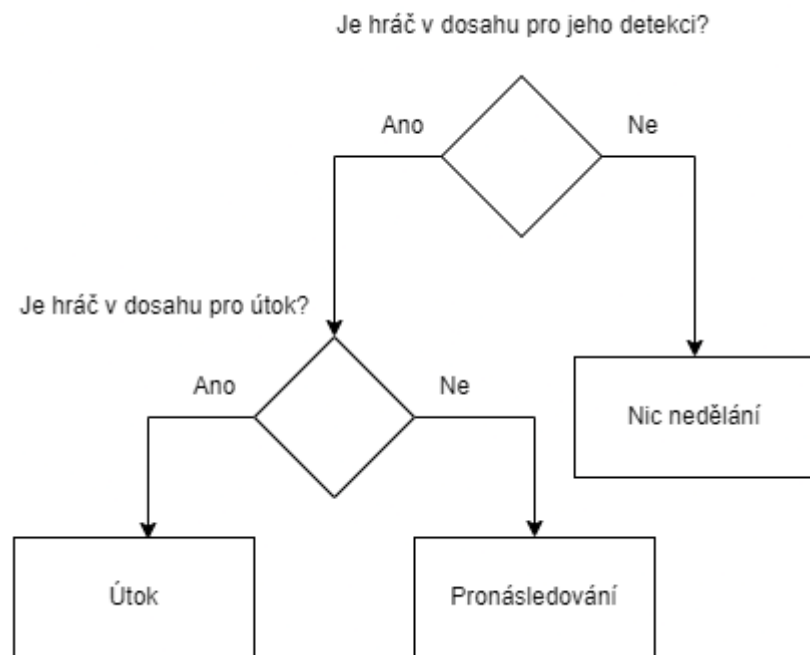 Je hráč v dosahu pro jeho detekci?
Ano
Ne
Je hráč v dosahu pro útok?
Ano
Ne
Nic nedělání
Útok
Pronásledování